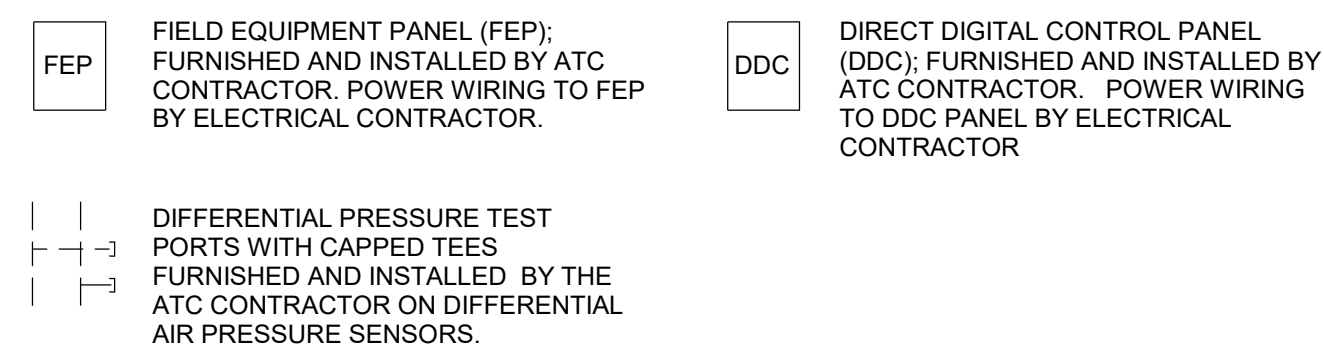 FEP
FIELD EQUIPMENT PANEL (FEP);
FURNISHED AND INSTALLED BY ATC
CONTRACTOR. POWER WIRING TO FEP
BY ELECTRICAL CONTRACTOR.
DDC
DIRECT DIGITAL CONTROL PANEL
(DDC); FURNISHED AND INSTALLED BY
ATC CONTRACTOR. POWER WIRING
TO DDC PANEL BY ELECTRICAL
CONTRACTOR
DIFFERENTIAL PRESSURE TEST
PORTS WITH CAPPED TEES
FURNISHED AND INSTALLED BY THE
ATC CONTRACTOR ON DIFFERENTIAL
AIR PRESSURE SENSORS.